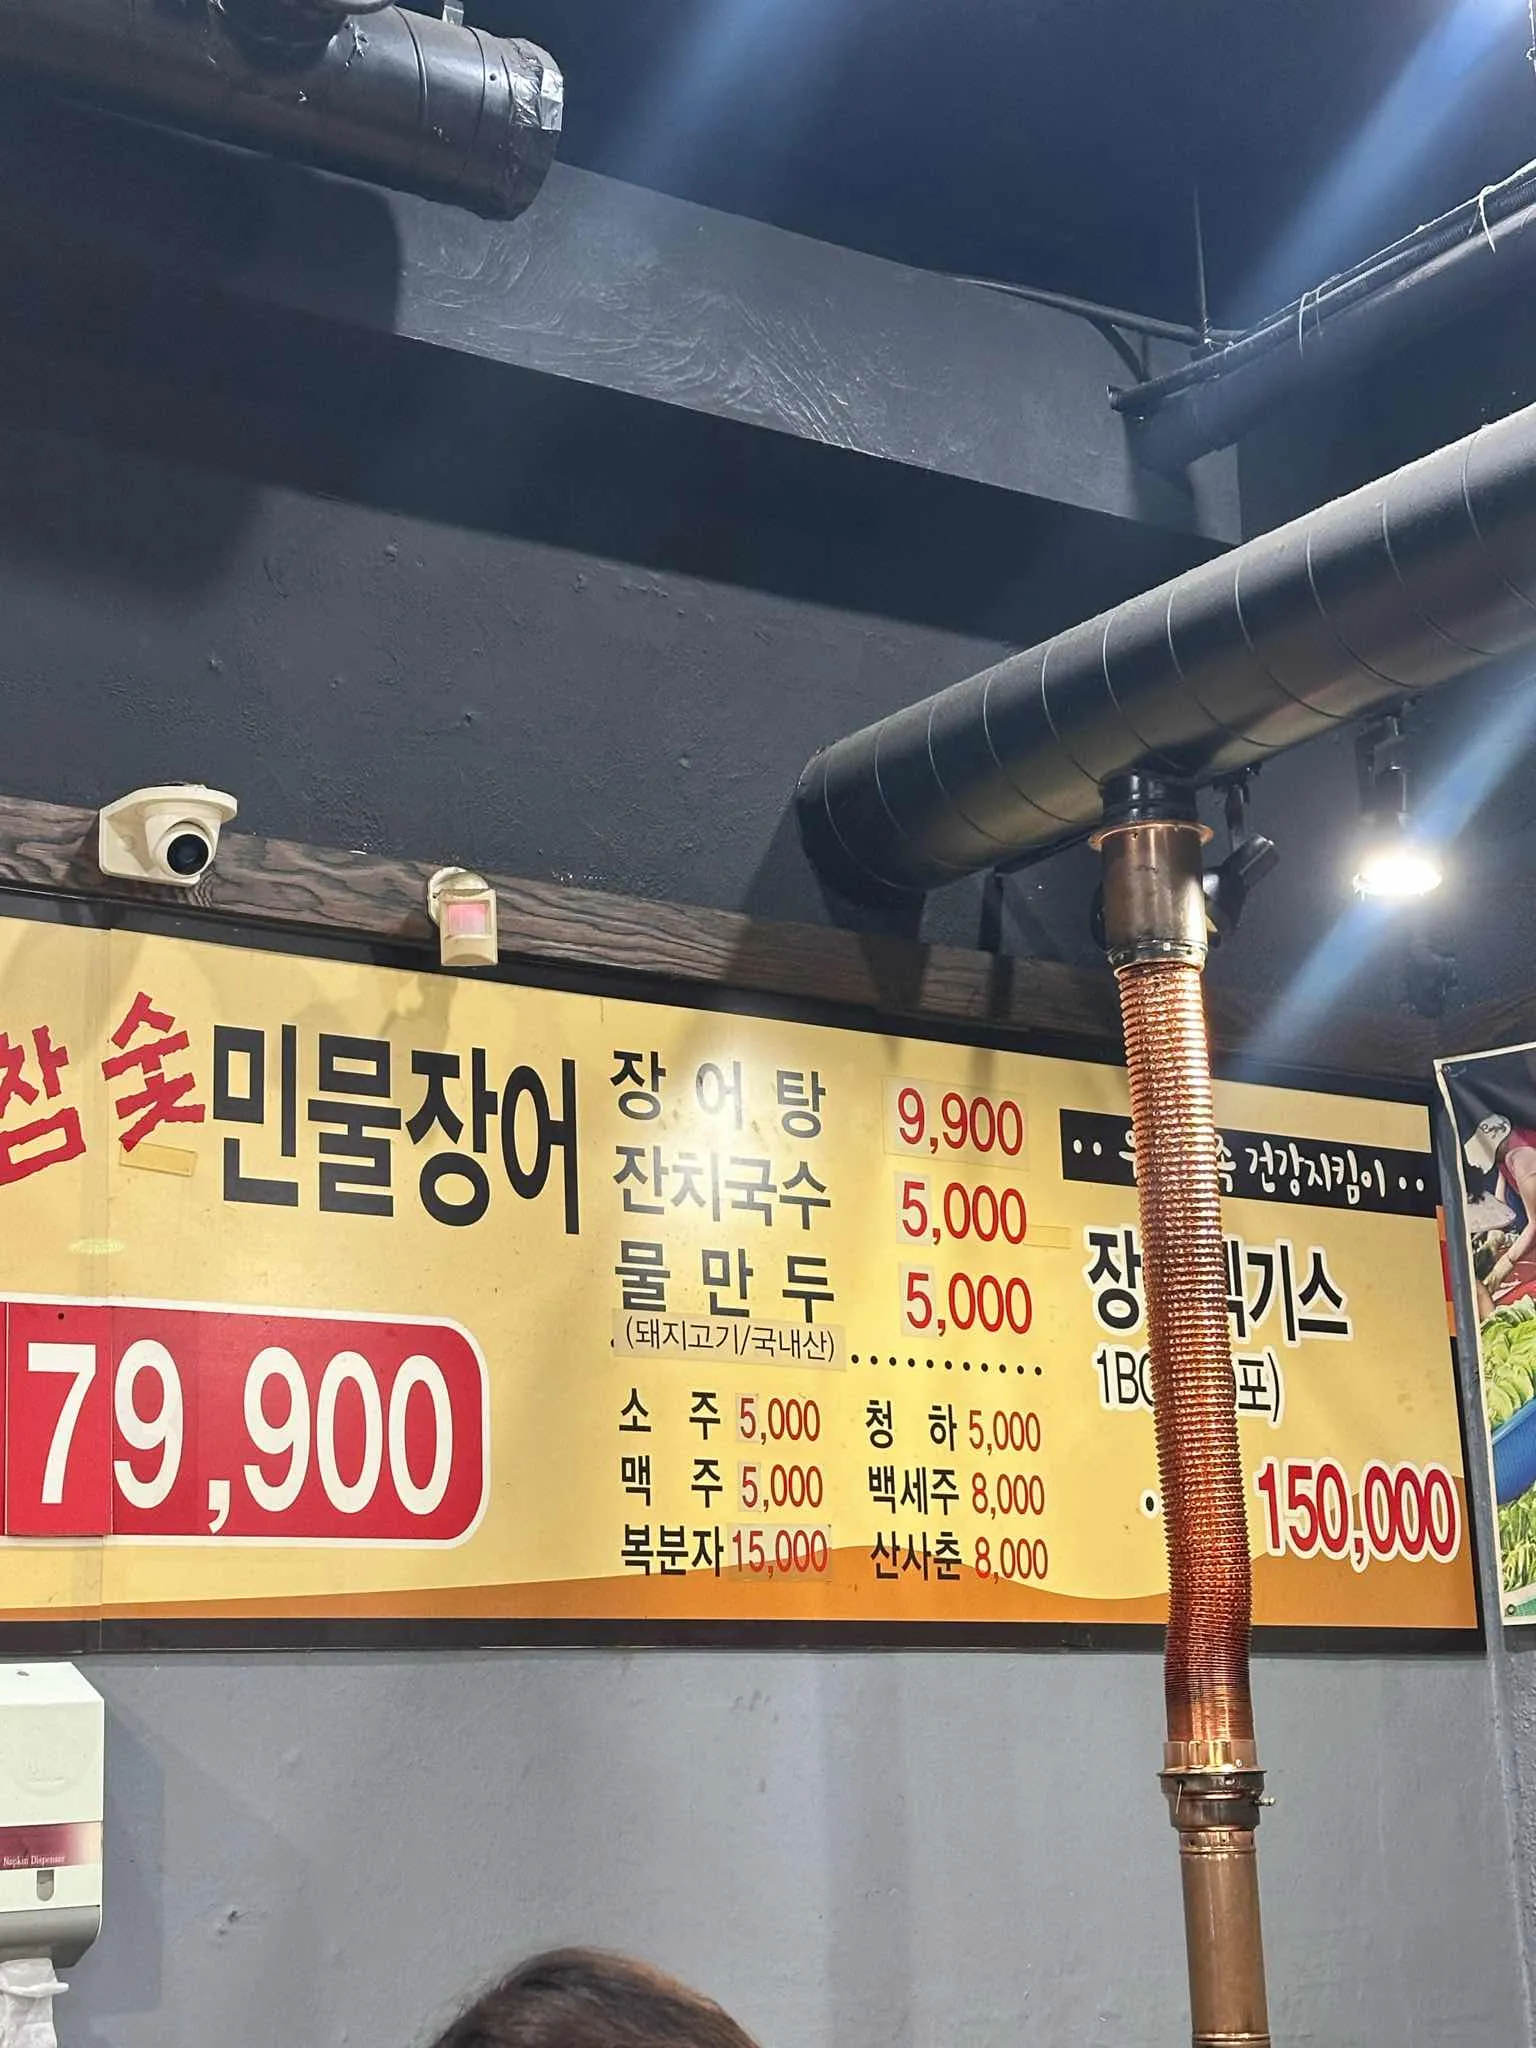 참숯민물장어
79,900
장어탕 9,900
잔치국수 5,000
물만두 5,000
(돼지고기/국내산)
소주 5,000 청하 5,000
맥주 5,000 백세주 8,000
복분자 15,000 산사춘 8,000
건강지킴이
150,000
Napkin Dispenser